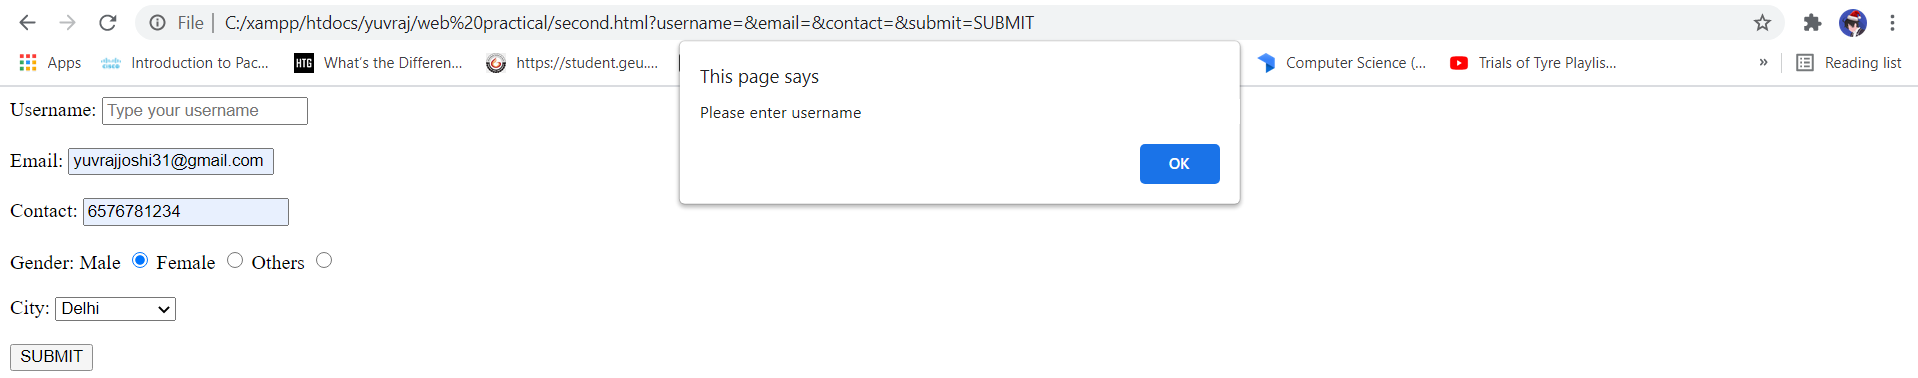 File | C:/xampp/htdocs/yuvraj/web%20practical/second.html?username=&email=&contact=&submit=SUBMIT
Apps Introduction to Pac... HTG What's the Differen... https://student.geu.... Computer Science (... Trials of Tyre Playlis... » Reading list
This page says
Please enter username
OK
Username: Type your username
Email: yuvrajjoshi31@gmail.com
Contact: 6576781234
Gender: Male Female Others
City: Delhi
SUBMIT